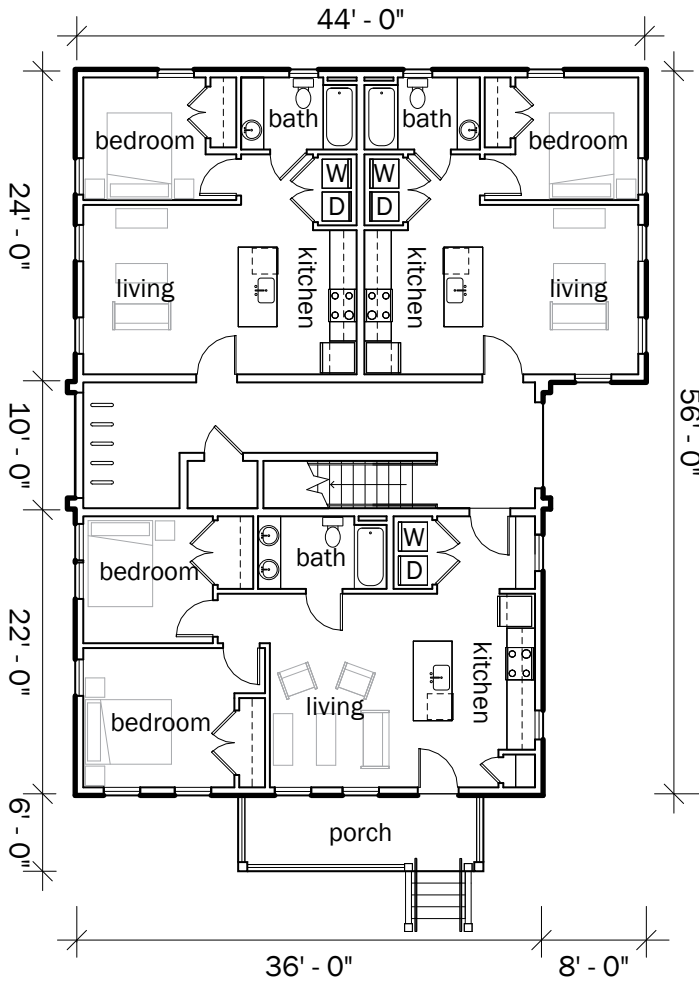 44' - 0"
bath
bath
bedroom
bedroom
W
W
D
D
24' - 0"
kitchen
kitchen
living
living
56' - 0"
10' - 0"
W
bath
D
bedroom
22' - 0"
kitchen
living
bedroom
6' - 0"
porch
36' - 0"
8' - 0"